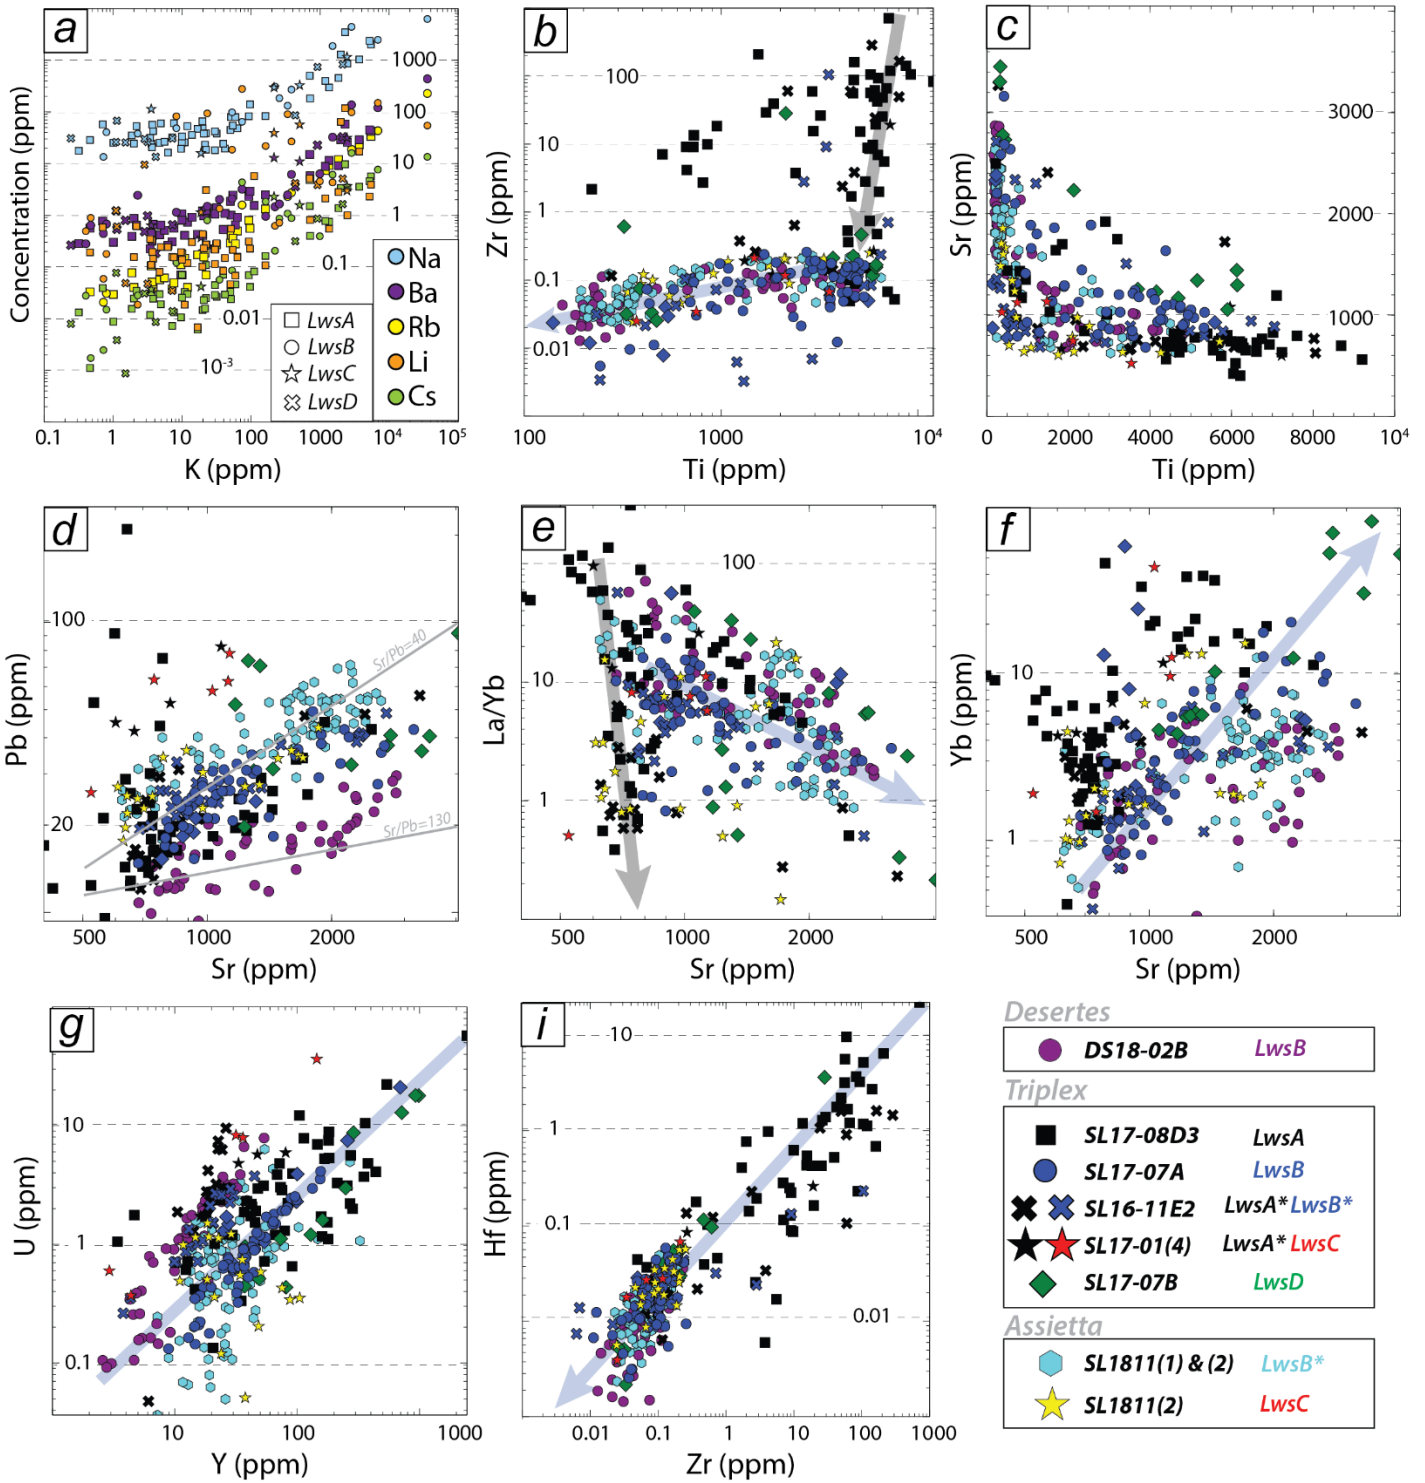 a
Concentration (ppm)
1000
100
10
1
0.1
0.01
10⁻³
LwsA
LwsB
LwsC
LwsD
Na
Ba
Rb
Li
Cs
0.1 1 10 100 1000 10⁴ 10⁵
K (ppm)
b
Zr (ppm)
100
10
1
0.1
0.01
100 1000 10⁴
Ti (ppm)
c
Sr (ppm)
3000
2000
1000
0 2000 4000 6000 8000 10⁴
Ti (ppm)
d
Pb (ppm)
100
20
Sr/Pb=40
Sr/Pb=130
500 1000 2000
Sr (ppm)
e
La/Yb
100
10
1
500 1000 2000
Sr (ppm)
f
Yb (ppm)
10
1
500 1000 2000
Sr (ppm)
g
U (ppm)
10
1
0.1
10 100 1000
Y (ppm)
i
Hf (ppm)
10
1
0.1
0.01
0.01 0.1 1 10 100 1000
Zr (ppm)
Desertes
DS18-02B LwsB
Triplex
SL17-08D3 LwsA
SL17-07A LwsB
SL16-11E2 LwsA* LwsB*
SL17-01(4) LwsA* LwsC
SL17-07B LwsD
Assietta
SL1811(1) & (2) LwsB*
SL1811(2) LwsC